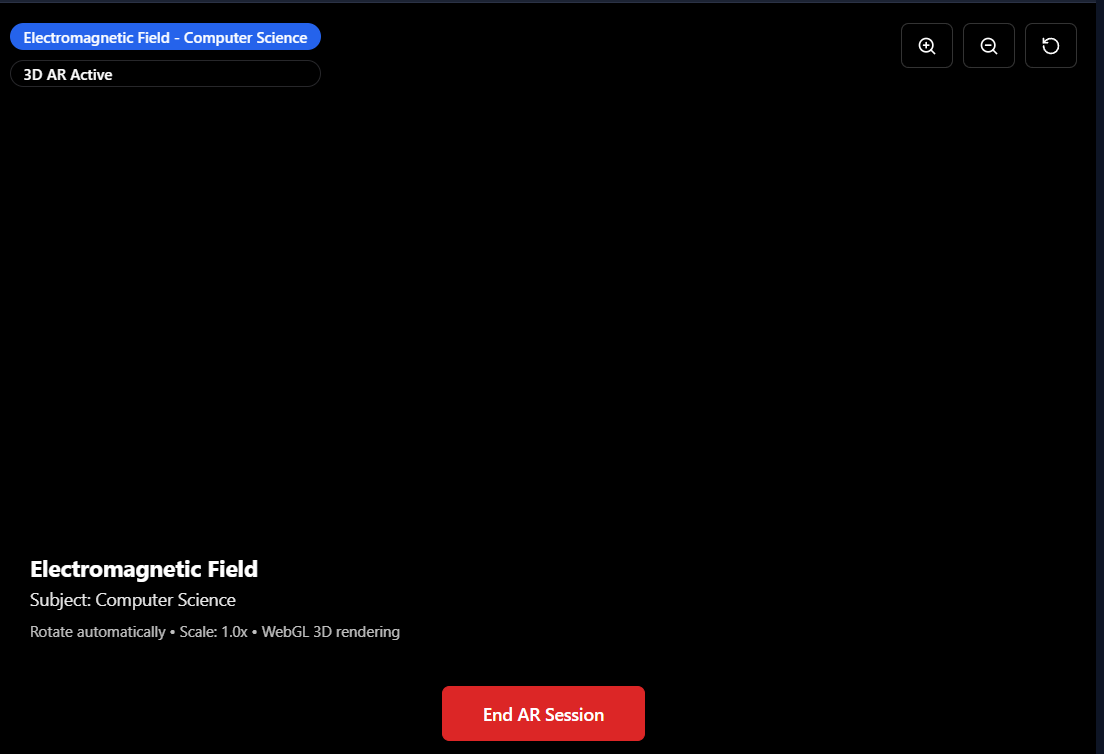 Electromagnetic Field - Computer Science
3D AR Active
Electromagnetic Field
Subject: Computer Science
Rotate automatically • Scale: 1.0x • WebGL 3D rendering
End AR Session